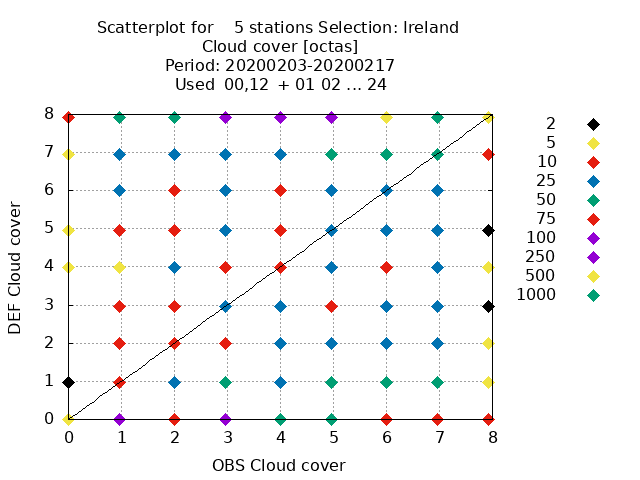 Scatterplot for 5 stations Selection: Ireland
Cloud cover [octas]
Period: 20200203-20200217
Used 00,12 + 01 02 ... 24
8
7
6
5
4
3
2
1
0
DEF Cloud cover
0 1 2 3 4 5 6 7 8
OBS Cloud cover
2
5
10
25
50
75
100
250
500
1000